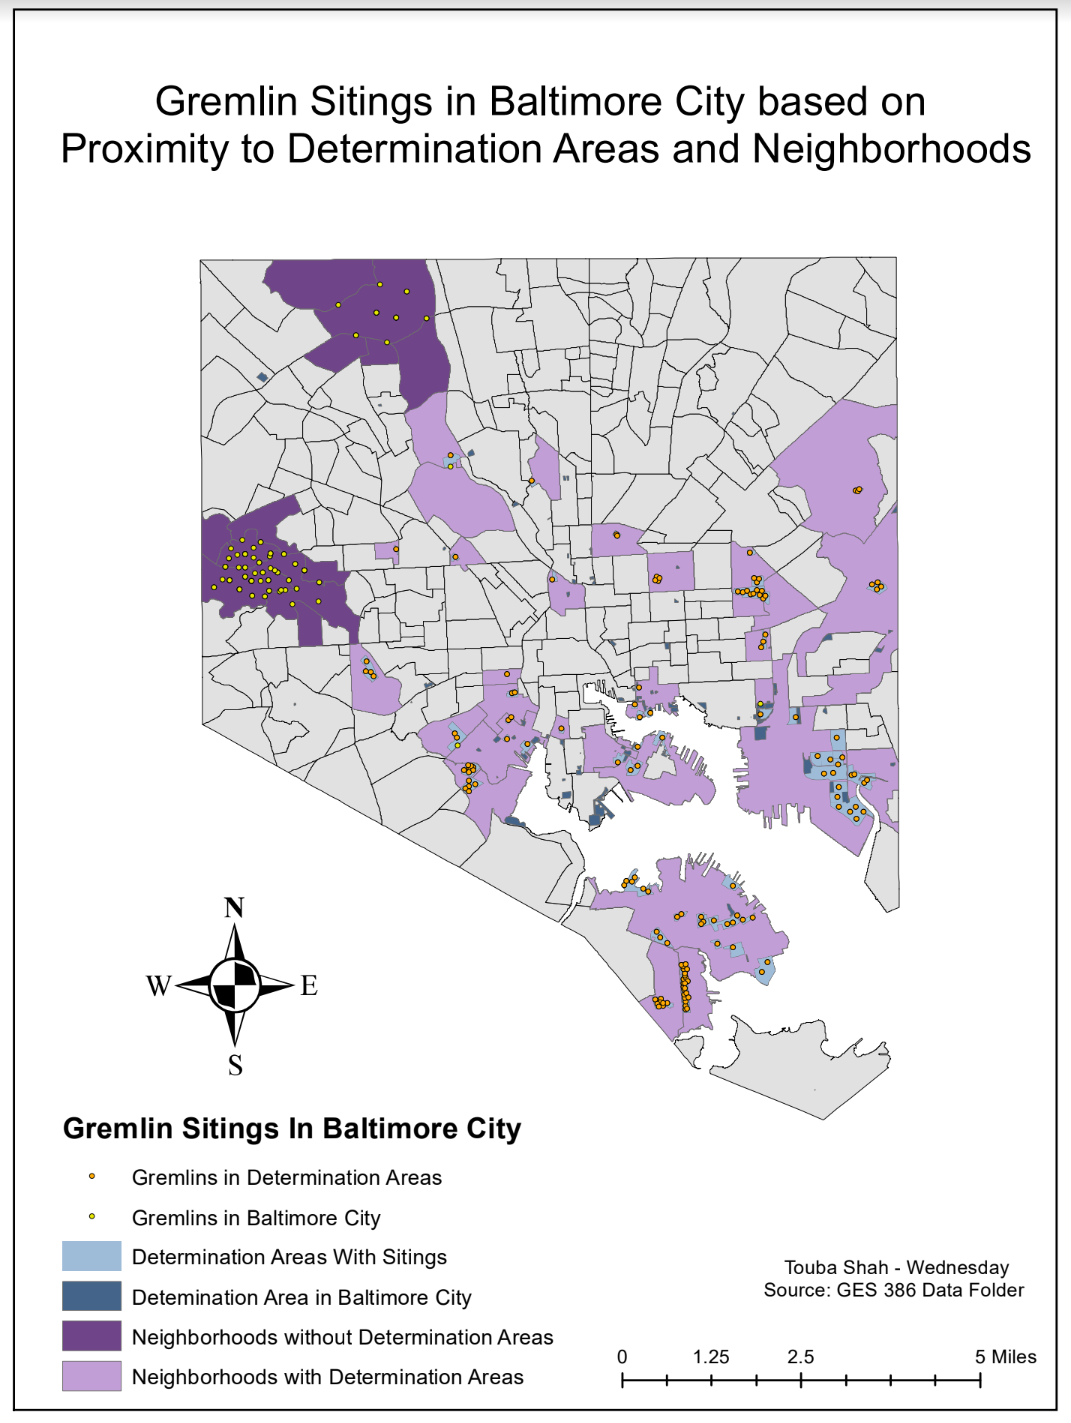 Gremlin Sitings in Baltimore City based on
Proximity to Determination Areas and Neighborhoods
N
W
E
S
Gremlin Sitings In Baltimore City
Gremlins in Determination Areas
Gremlins in Baltimore City
Determination Areas With Sitings
Detemination Area in Baltimore City
Neighborhoods without Determination Areas
Neighborhoods with Determination Areas
Touba Shah - Wednesday
Source: GES 386 Data Folder
0 1.25 2.5 5 Miles